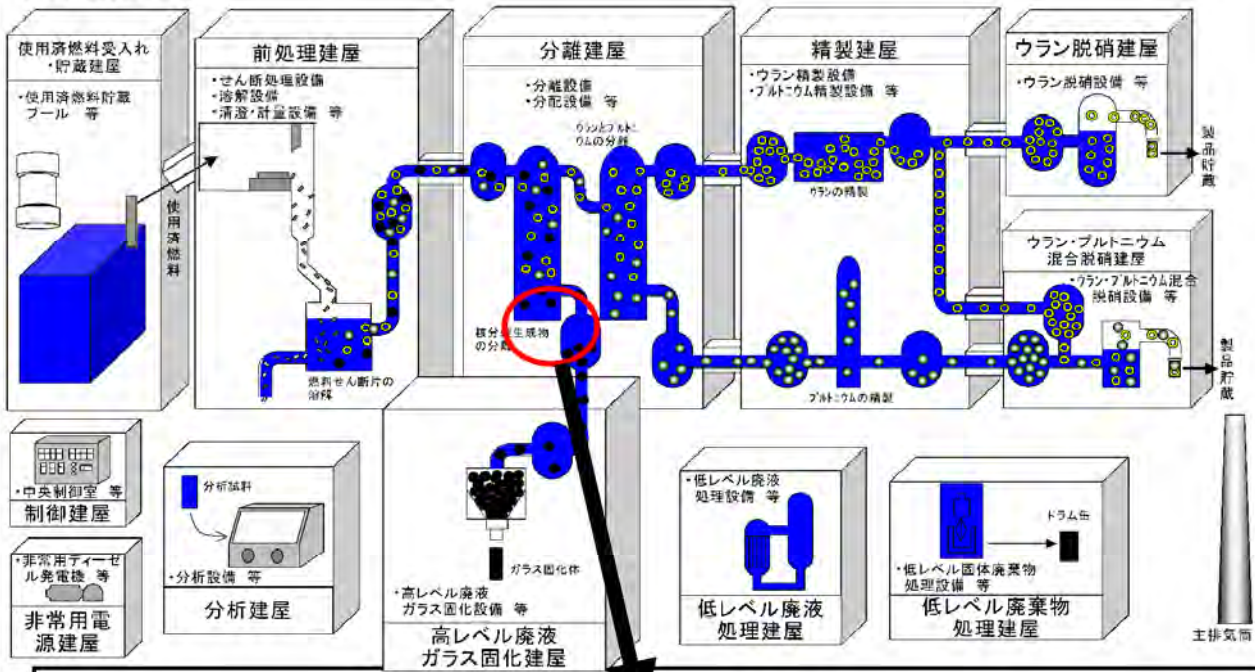 使用済燃料受入れ
・貯蔵建屋
・使用済燃料貯蔵
プール 等
使用済燃料
前処理建屋
・せん断処理設備
・溶解設備
・清澄・計量設備 等
燃料せん断片の
溶解
分離建屋
・分離設備
・分配設備 等
ウランとプルトニ
ウムの分離
核分裂生成物
の分離
精製建屋
・ウラン精製設備
・プルトニウム精製設備 等
ウランの精製
プルトニウムの精製
ウラン脱硝建屋
・ウラン脱硝設備 等
製品貯蔵
ウラン・プルトニウム
混合脱硝建屋
・ウラン・プルトニウム混合
脱硝設備 等
製品貯蔵
・中央制御室 等
制御建屋
・非常用ディーゼ
ル発電機 等
非常用電
源建屋
分析試料
・分析設備 等
分析建屋
ガラス固化体
・高レベル廃液
ガラス固化設備 等
高レベル廃液
ガラス固化建屋
・低レベル廃液
処理設備 等
低レベル廃液
処理建屋
ドラム缶
・低レベル固体廃棄物
処理設備 等
低レベル廃棄物
処理建屋
主排気筒